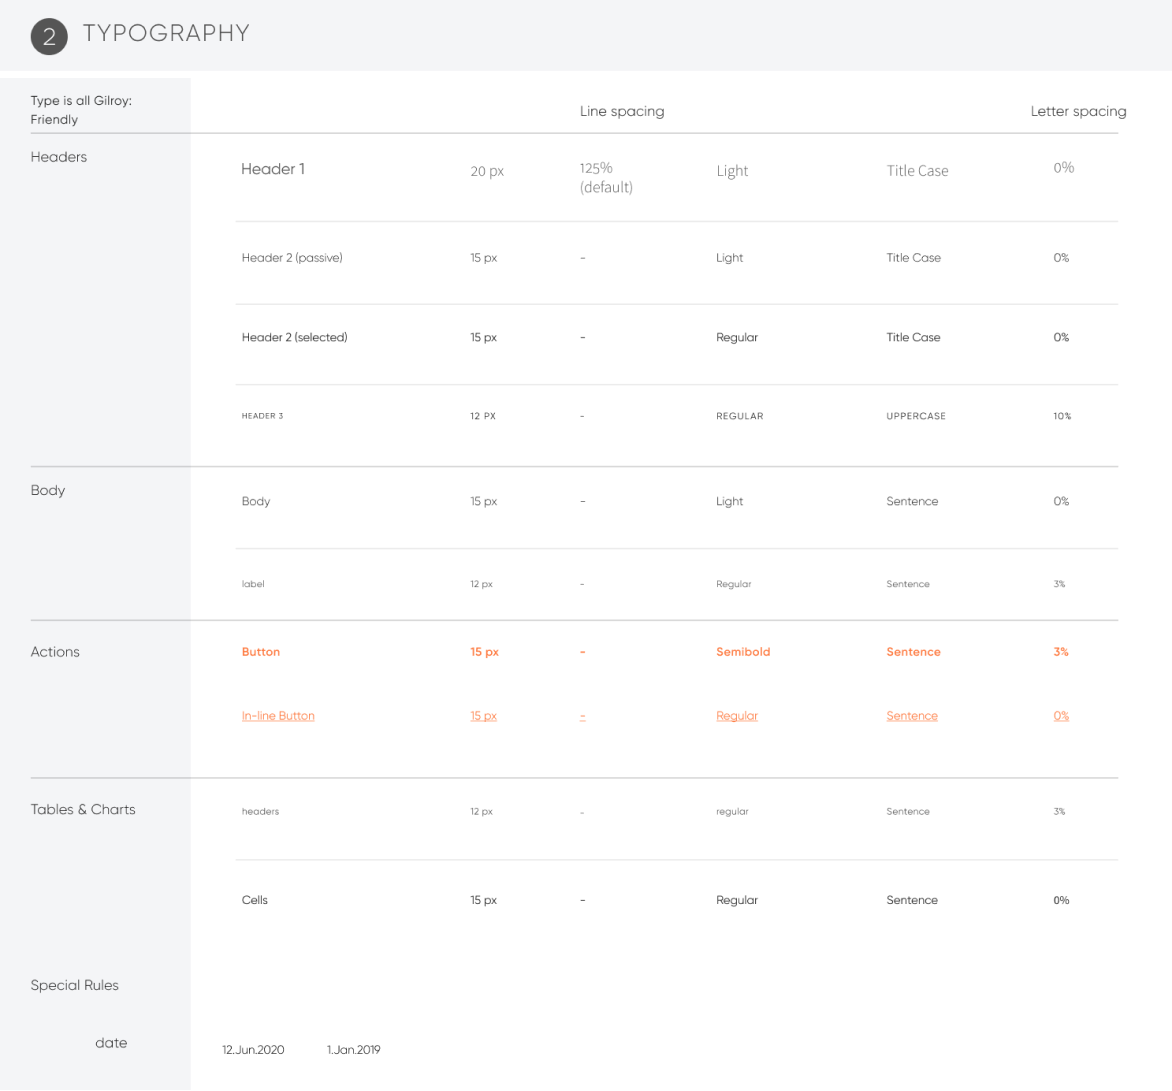 2 TYPOGRAPHY
Type is all Gilroy:
Friendly
Line spacing Letter spacing
Headers
Header 1 20 px 125% Light Title Case 0%
(default)
Header 2 (passive) 15 px - Light Title Case 0%
Header 2 (selected) 15 px - Regular Title Case 0%
HEADER 3 12 PX - REGULAR UPPERCASE 10%
Body
Body 15 px - Light Sentence 0%
label 12 px - Regular Sentence 3%
Actions Button 15 px - Semibold Sentence 3%
In-line Button 15 px - Regular Sentence 0%
Tables & Charts headers 12 px - regular Sentence 3%
Cells 15 px - Regular Sentence 0%
Special Rules
date 12.Jun.2020 1.Jan.2019